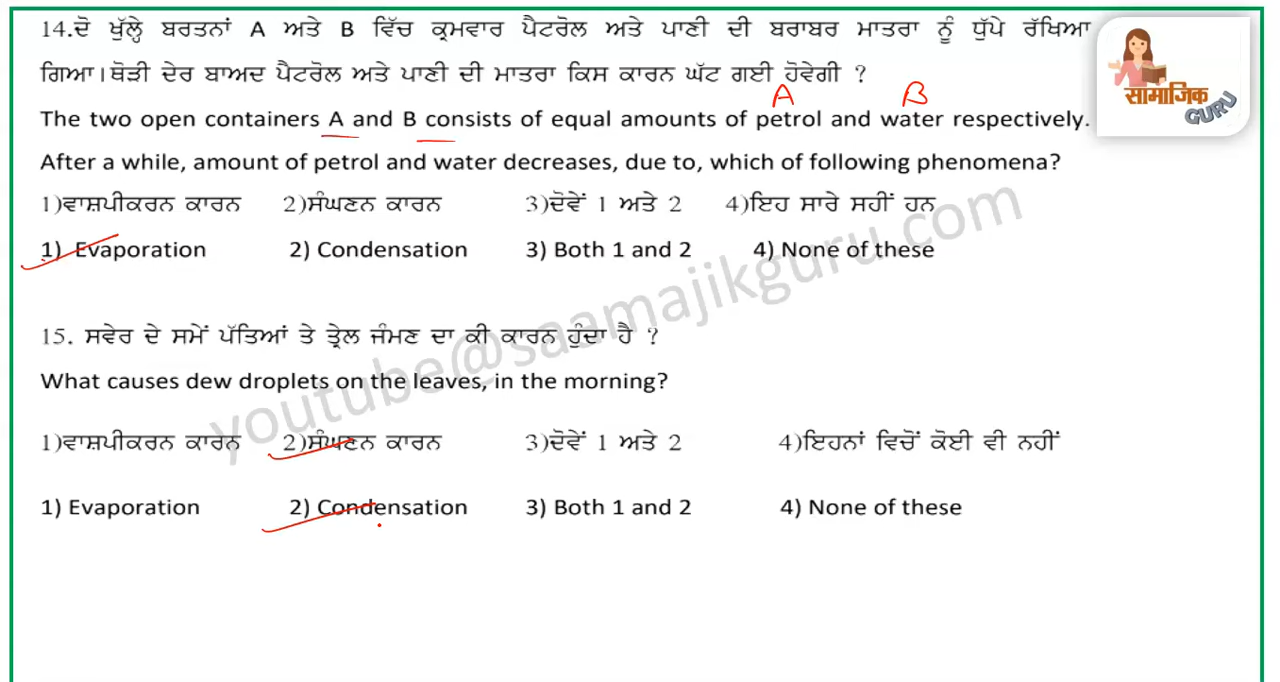 14.ਦੋ ਖੁੱਲ੍ਹੇ ਬਰਤਨਾਂ A ਅਤੇ B ਵਿੱਚ ਕ੍ਰਮਵਾਰ ਪੈਟਰੋਲ ਅਤੇ ਪਾਣੀ ਦੀ ਬਰਾਬਰ ਮਾਤਰਾ ਨੂੰ ਧੁੱਪੇ ਰੱਖਿਆ
ਗਿਆ।ਥੋੜੀ ਦੇਰ ਬਾਅਦ ਪੈਟਰੋਲ ਅਤੇ ਪਾਣੀ ਦੀ ਮਾਤਰਾ ਕਿਸ ਕਾਰਨ ਘੱਟ ਗਈ ਹੋਵੇਗੀ ?
A B
The two open containers A and B consists of equal amounts of petrol and water respectively.
After a while, amount of petrol and water decreases, due to, which of following phenomena?
1)ਵਾਸ਼ਪੀਕਰਨ ਕਾਰਨ 2)ਸੰਘਣਨ ਕਾਰਨ 3)ਦੋਵੇਂ 1 ਅਤੇ 2 4)ਇਹ ਸਾਰੇ ਸਹੀਂ ਹਨ
1) Evaporation 2) Condensation 3) Both 1 and 2 4) None of these
15. ਸਵੇਰ ਦੇ ਸਮੇਂ ਪੱਤਿਆਂ ਤੇ ਤ੍ਰੇਲ ਜੰਮਣ ਦਾ ਕੀ ਕਾਰਨ ਹੁੰਦਾ ਹੈ ?
What causes dew droplets on the leaves, in the morning?
1)ਵਾਸ਼ਪੀਕਰਨ ਕਾਰਨ 2)ਸੰਘਣਨ ਕਾਰਨ 3)ਦੋਵੇਂ 1 ਅਤੇ 2 4)ਇਹਨਾਂ ਵਿਚੋਂ ਕੋਈ ਵੀ ਨਹੀਂ
1) Evaporation 2) Condensation 3) Both 1 and 2 4) None of these
सामाजिक
GURU
youtube@saamajikguru.com